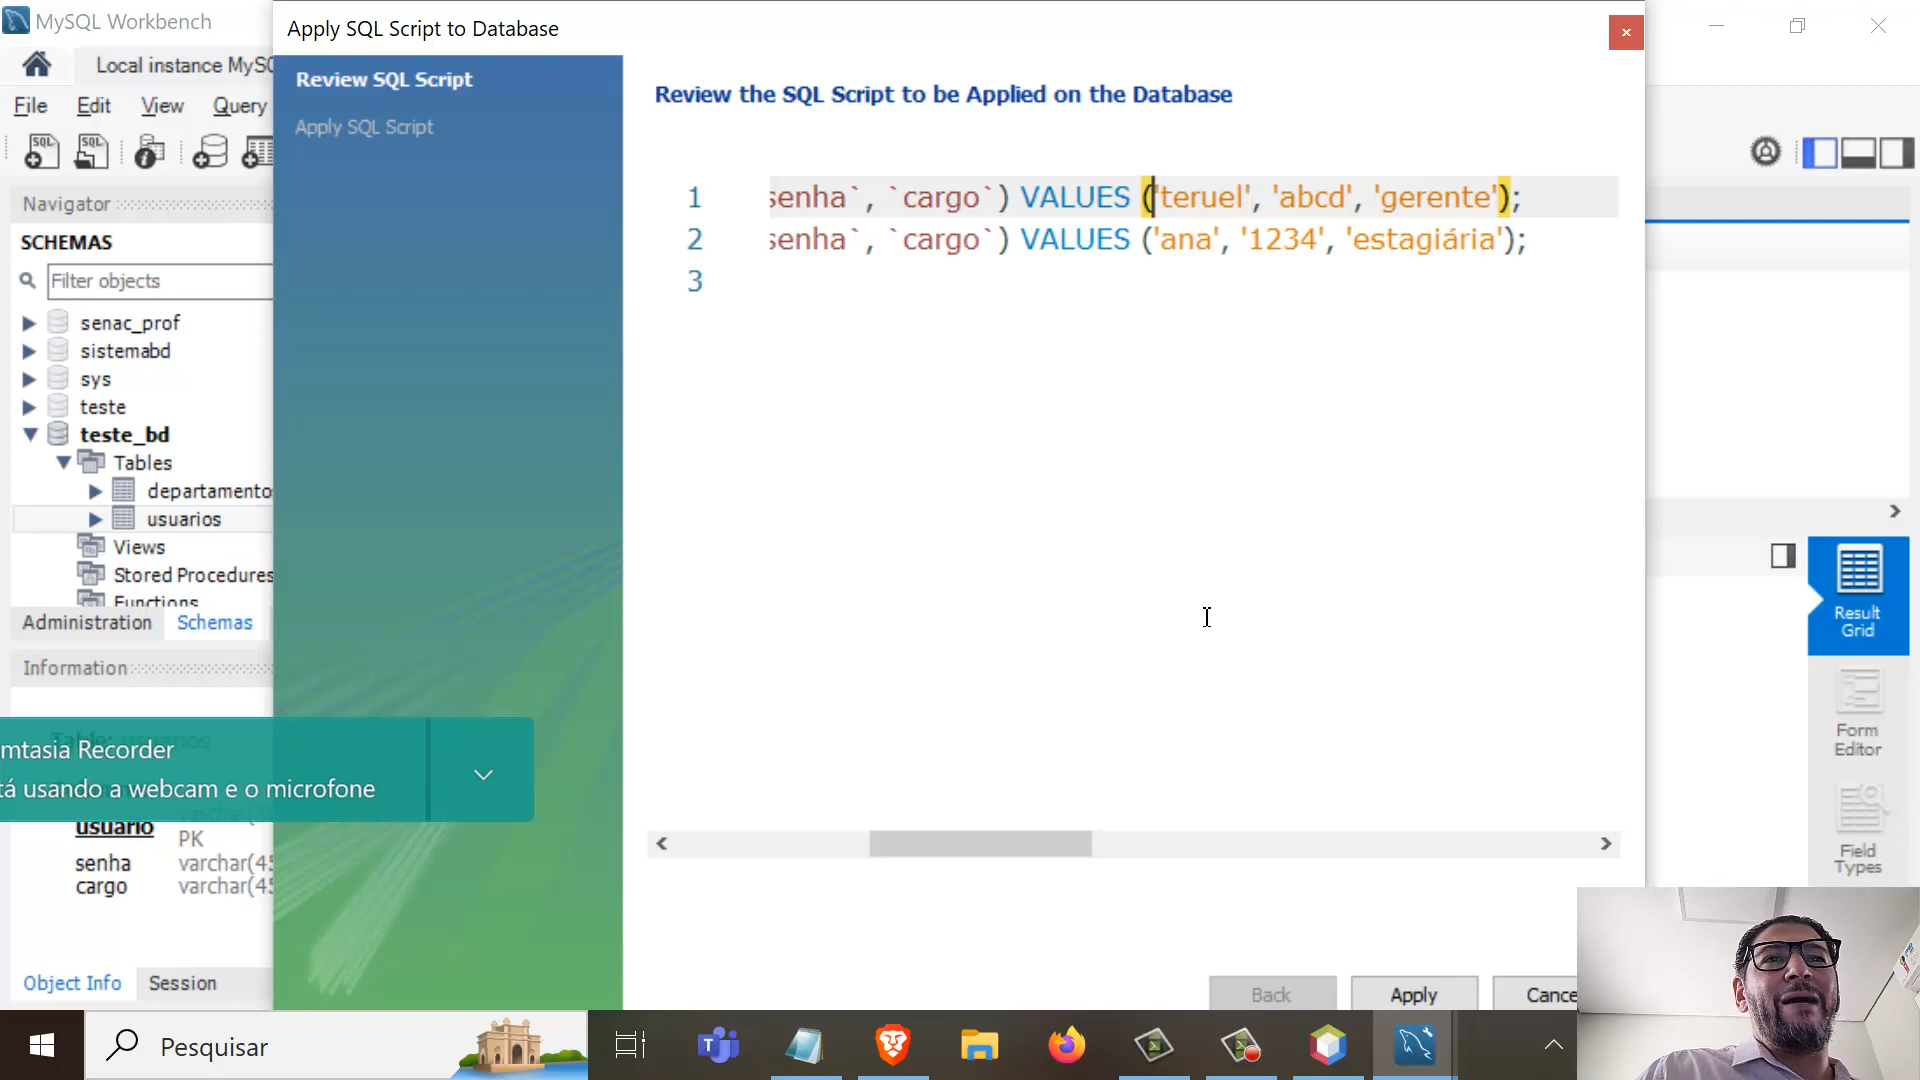 MySQL Workbench
Apply SQL Script to Database
Local instance MySQ
Review SQL Script
Apply SQL Script
File Edit View Query
Review the SQL Script to be Applied on the Database
1 senha`, `cargo`) VALUES ('teruel', 'abcd', 'gerente');
2 senha`, `cargo`) VALUES ('ana', '1234', 'estagiária');
3
Navigator
SCHEMAS
Filter objects
senac_prof
sistemabd
sys
teste
teste_bd
Tables
departamento
usuarios
Views
Stored Procedures
Functions
Administration Schemas
Information
mtasia Recorder
tá usando a webcam e o microfone
usuario
PK
senha varchar(45
cargo varchar(45
Object Info Session
Result
Grid
Form
Editor
Field
Types
Back Apply Cance
Pesquisar